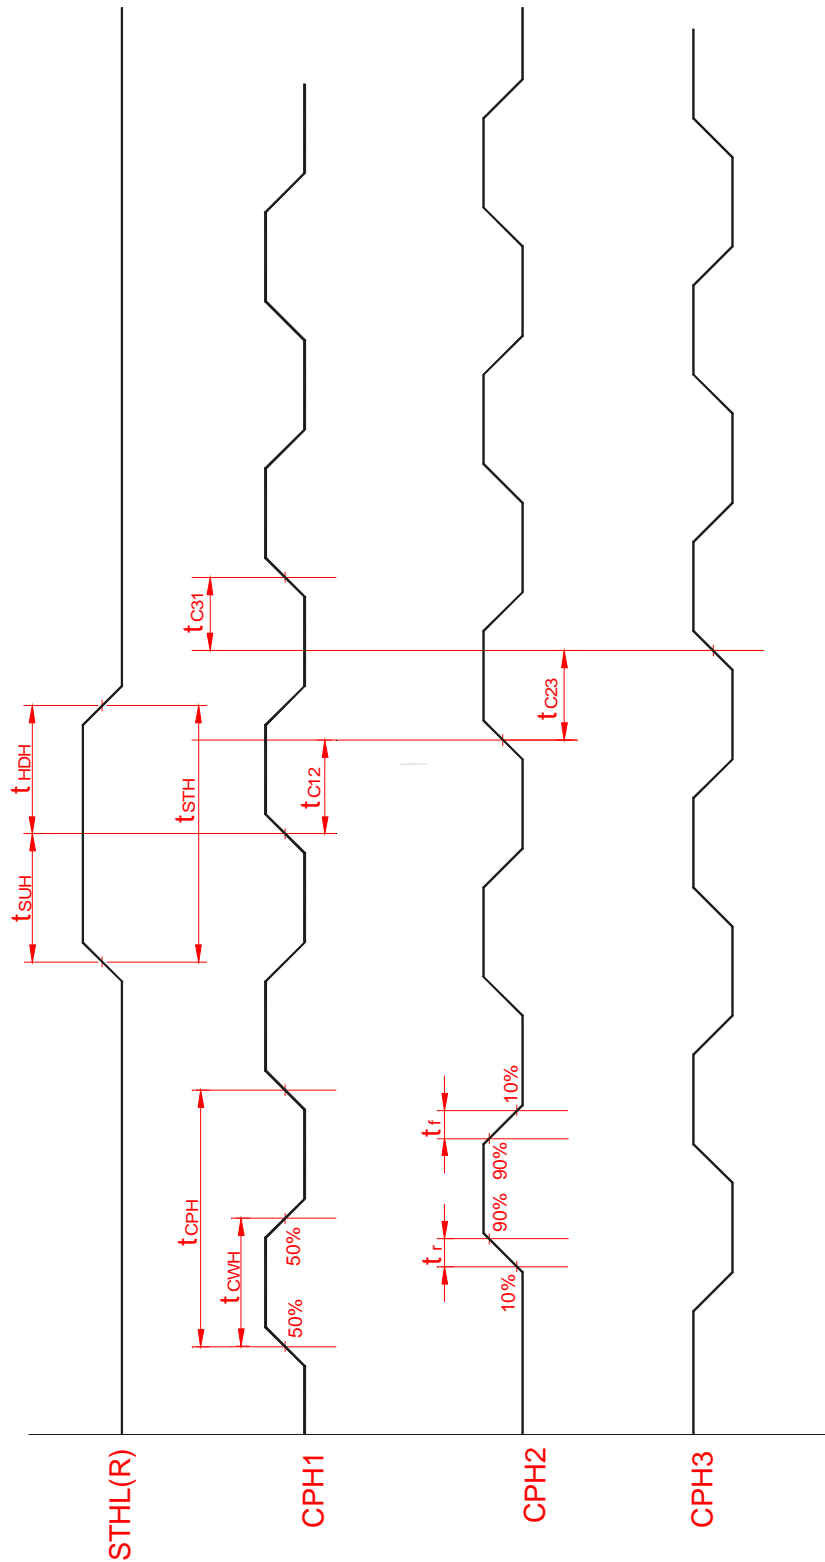 STHL(R)
tSUH
tHDH
tSTH
CPH1
tCWH
50%
50%
tCPH
tC12
tC31
CPH2
tr
10%
90%
tf
90%
10%
tC23
CPH3